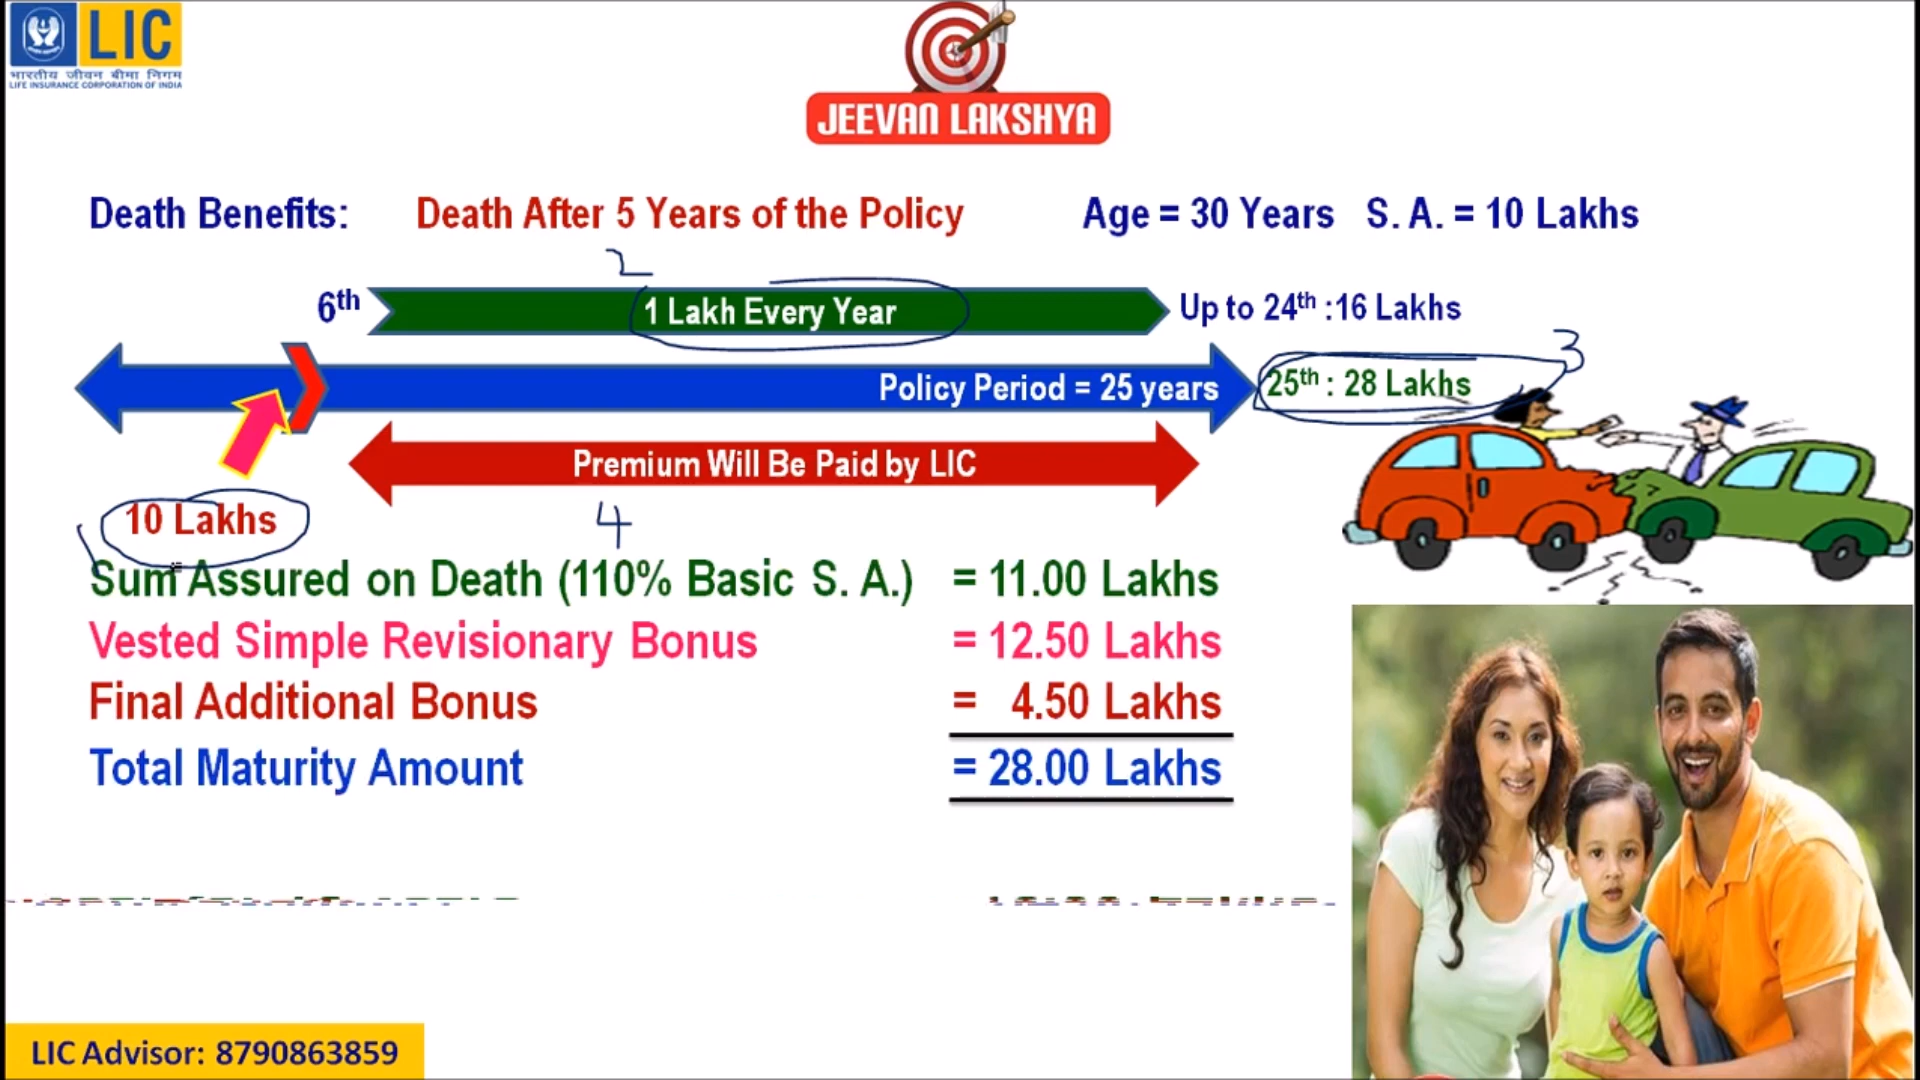 LIC
भारतीय जीवन बीमा निगम
LIFE INSURANCE CORPORATION OF INDIA
JEEVAN LAKSHYA
Death Benefits: Death After 5 Years of the Policy Age = 30 Years S. A. = 10 Lakhs
2
6th 1 Lakh Every Year Up to 24th :16 Lakhs
3
Policy Period = 25 years 25th : 28 Lakhs
Premium Will Be Paid by LIC
10 Lakhs 4
Sum Assured on Death (110% Basic S. A.) = 11.00 Lakhs
Vested Simple Revisionary Bonus = 12.50 Lakhs
Final Additional Bonus = 4.50 Lakhs
Total Maturity Amount = 28.00 Lakhs
LIC Advisor: 8790863859